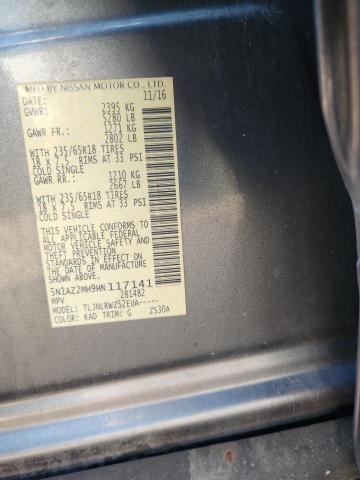 MFD BY NISSAN MOTOR CO., LTD.
DATE: 11/16
GVWR: 2395 KG
5280 LB
GAWR FR.: 1271 KG
2802 LB
WITH 235/65R18 TIRES
18 X 7.5 RIMS AT 33 PSI
COLD SINGLE
GAWR RR.: 1210 KG
2667 LB
WITH 235/65R18 TIRES
18 X 7.5 RIMS AT 33 PSI
COLD SINGLE
THIS VEHICLE CONFORMS TO
ALL APPLICABLE FEDERAL
MOTOR VEHICLE SAFETY AND
THEFT PREVENTION
STANDARDS IN EFFECT ON
THE DATE OF MANUFACTURE
SHOWN ABOVE.
5N1AZ2MH9HN117141
MPV 281482
MODEL: TLJNLRWZ52EUA-----
COLOR: KAD TRIM: G Z530A